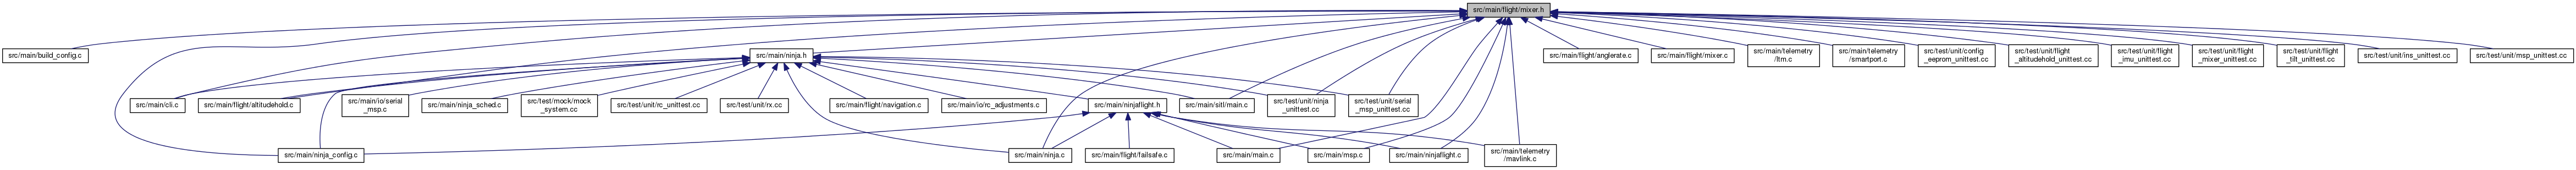 src/main/flight/mixer.h
src/main/build_config.c
src/main/ninja.h
src/main/flight/anglerate.c
src/main/flight/mixer.c
src/main/telemetry
/ltm.c
src/main/telemetry
/smartport.c
src/test/unit/config
_eeprom_unittest.cc
src/test/unit/flight
_altitudehold_unittest.cc
src/test/unit/flight
_imu_unittest.cc
src/test/unit/flight
_mixer_unittest.cc
src/test/unit/flight
_tilt_unittest.cc
src/test/unit/ins_unittest.cc
src/test/unit/msp_unittest.cc
src/main/cli.c
src/main/flight/altitudehold.c
src/main/io/serial
_msp.c
src/main/ninja_sched.c
src/test/mock/mock
_system.cc
src/test/unit/rc_unittest.cc
src/test/unit/rx.cc
src/main/flight/navigation.c
src/main/io/rc_adjustments.c
src/main/ninjaflight.h
src/main/sitl/main.c
src/test/unit/ninja
_unittest.cc
src/test/unit/serial
_msp_unittest.cc
src/main/ninja_config.c
src/main/ninja.c
src/main/flight/failsafe.c
src/main/main.c
src/main/msp.c
src/main/ninjaflight.c
src/main/telemetry
/mavlink.c